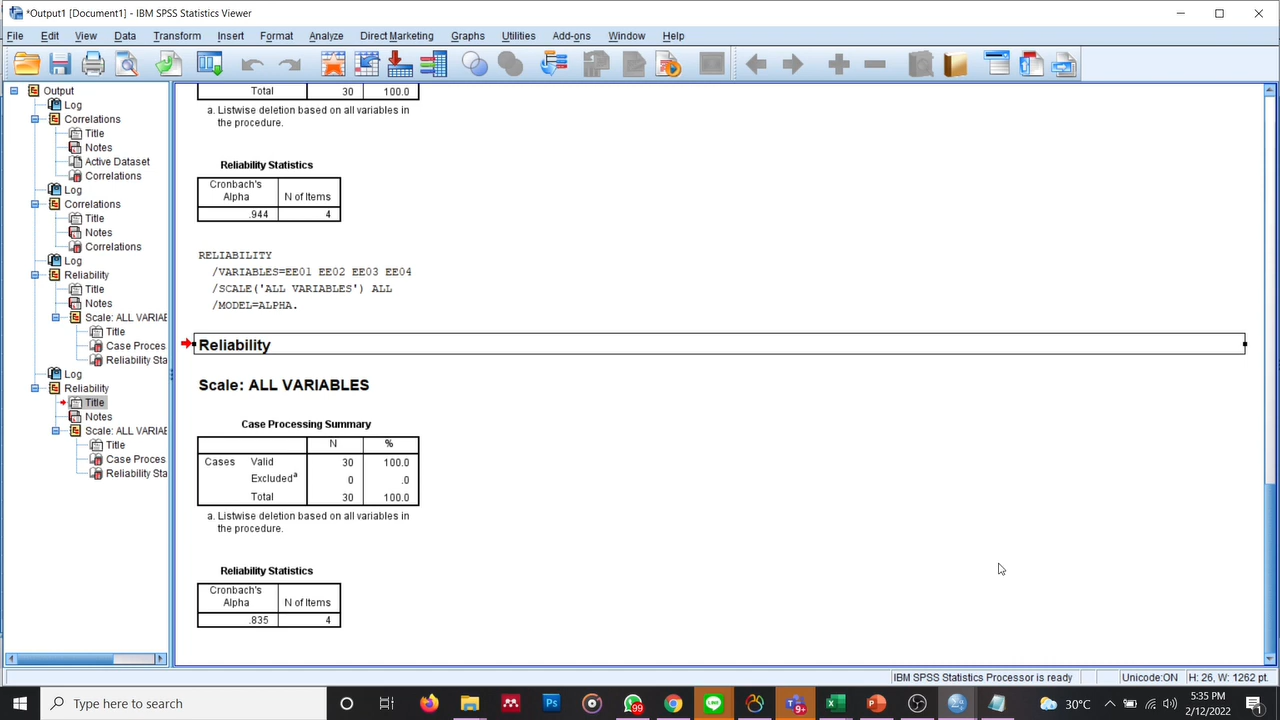 *Output1 [Document1] - IBM SPSS Statistics Viewer
File Edit View Data Transform Insert Format Analyze Direct Marketing Graphs Utilities Add-ons Window Help
Output
Log
Correlations
Title
Notes
Active Dataset
Correlations
Log
Correlations
Title
Notes
Correlations
Log
Reliability
Title
Notes
Scale: ALL VARIAE
Title
Case Proces
Reliability Sta
Log
Reliability
Title
Notes
Scale: ALL VARIAE
Title
Case Proces
Reliability Sta
Total 30 100.0
a. Listwise deletion based on all variables in
the procedure.
Reliability Statistics
Cronbach's
Alpha N of Items
.944 4
RELIABILITY
/VARIABLES=EE01 EE02 EE03 EE04
/SCALE('ALL VARIABLES') ALL
/MODEL=ALPHA.
Reliability
Scale: ALL VARIABLES
Case Processing Summary
N %
Cases Valid 30 100.0
Excludedᵃ 0 .0
Total 30 100.0
a. Listwise deletion based on all variables in
the procedure.
Reliability Statistics
Cronbach's
Alpha N of Items
.835 4
IBM SPSS Statistics Processor is ready Unicode:ON H: 26, W: 1262 pt.
Type here to search
Ps
99
LINE
9+
30°C
5:35 PM
2/12/2022